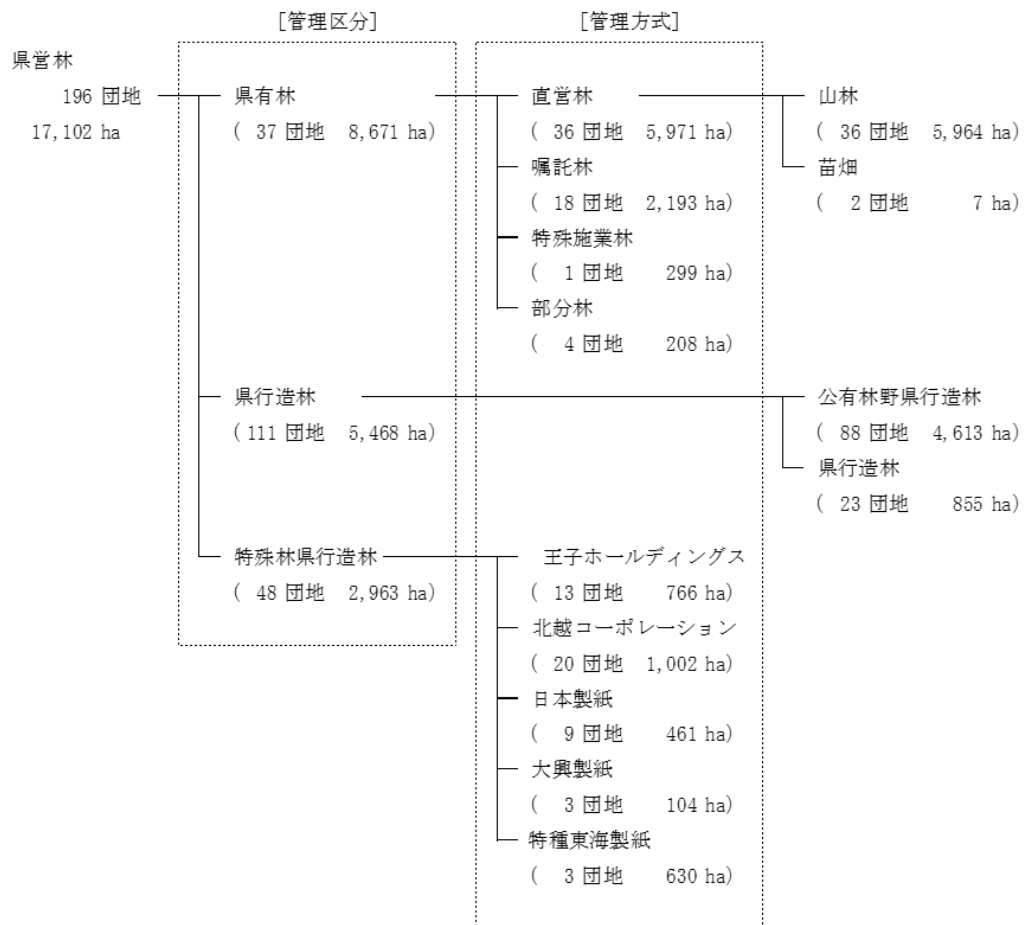 [管理区分] [管理方式]
県営林
196 団地 県有林 直営林 山林
17,102 ha ( 37 団地 8,671 ha) ( 36 団地 5,971 ha) ( 36 団地 5,964 ha)
嘱託林 苗畑
( 18 団地 2,193 ha) ( 2 団地 7 ha)
特殊施業林
( 1 団地 299 ha)
部分林
( 4 団地 208 ha)
県行造林 公有林野県行造林
( 111 団地 5,468 ha) ( 88 団地 4,613 ha)
県行造林
( 23 団地 855 ha)
特殊林県行造林 王子ホールディングス
( 48 団地 2,963 ha) ( 13 団地 766 ha)
北越コーポレーション
( 20 団地 1,002 ha)
日本製紙
( 9 団地 461 ha)
大興製紙
( 3 団地 104 ha)
特種東海製紙
( 3 団地 630 ha)